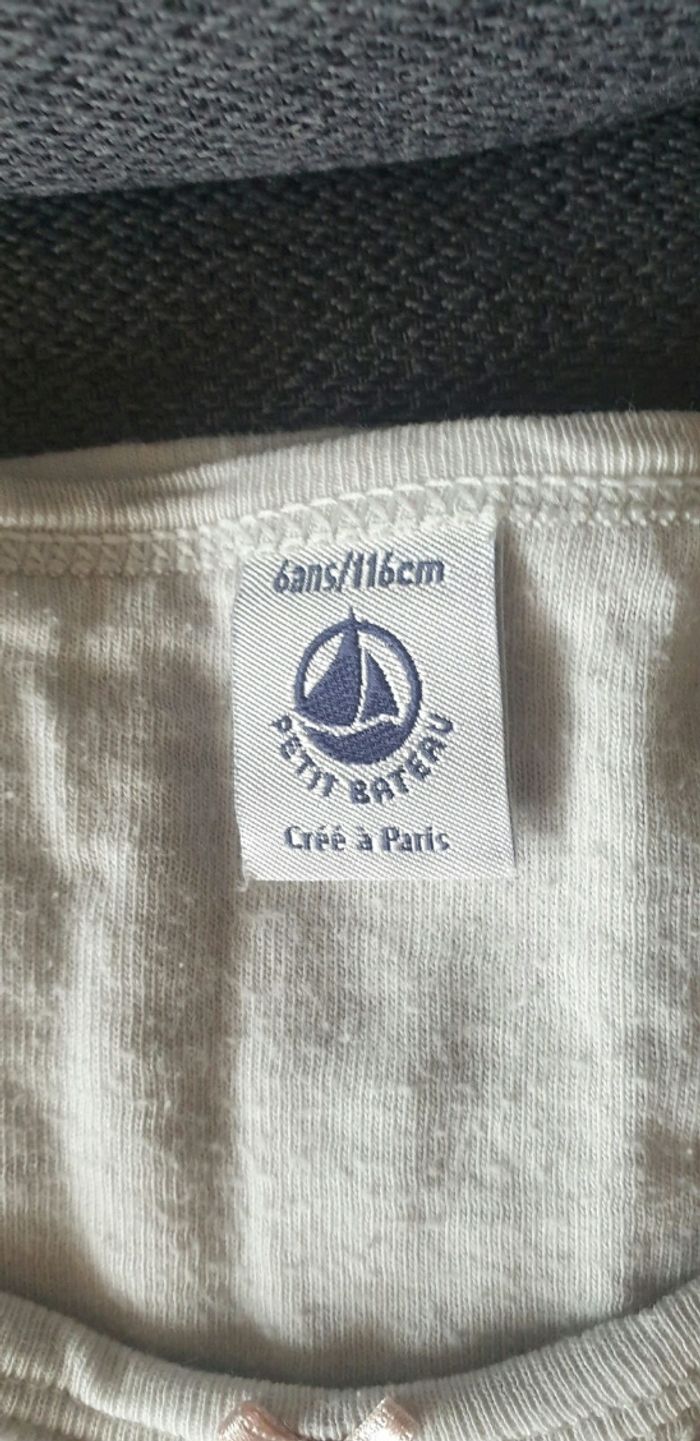 6ans/116cm
PETIT BATEAU
Créé à Paris